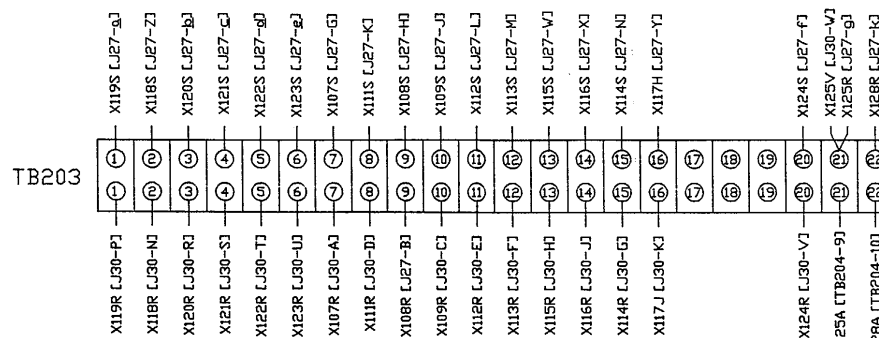 X119S [J27-a]
X118S [J27-Z]
X120S [J27-b]
X121S [J27-c]
X122S [J27-d]
X123S [J27-e]
X107S [J27-G]
X111S [J27-K]
X108S [J27-H]
X109S [J27-J]
X112S [J27-L]
X113S [J27-M]
X115S [J27-W]
X116S [J27-X]
X114S [J27-N]
X117H [J27-Y]
X124S [J27-f]
X125V [J30-W]
X125R [J27-g]
X128R [J27-k]
TB203
1 2 3 4 5 6 7 8 9 10 11 12 13 14 15 16 17 18 19 20 21 22
1 2 3 4 5 6 7 8 9 10 11 12 13 14 15 16 17 18 19 20 21 22
X119R [J30-P]
X118R [J30-N]
X120R [J30-R]
X121R [J30-S]
X122R [J30-T]
X123R [J30-U]
X107R [J30-A]
X111R [J30-D]
X108R [J27-B]
X109R [J30-C]
X112R [J30-E]
X113R [J30-F]
X115R [J30-H]
X116R [J30-J]
X114R [J30-G]
X117J [J30-K]
X124R [J30-V]
25A [TB204-9]
28A [TB204-10]